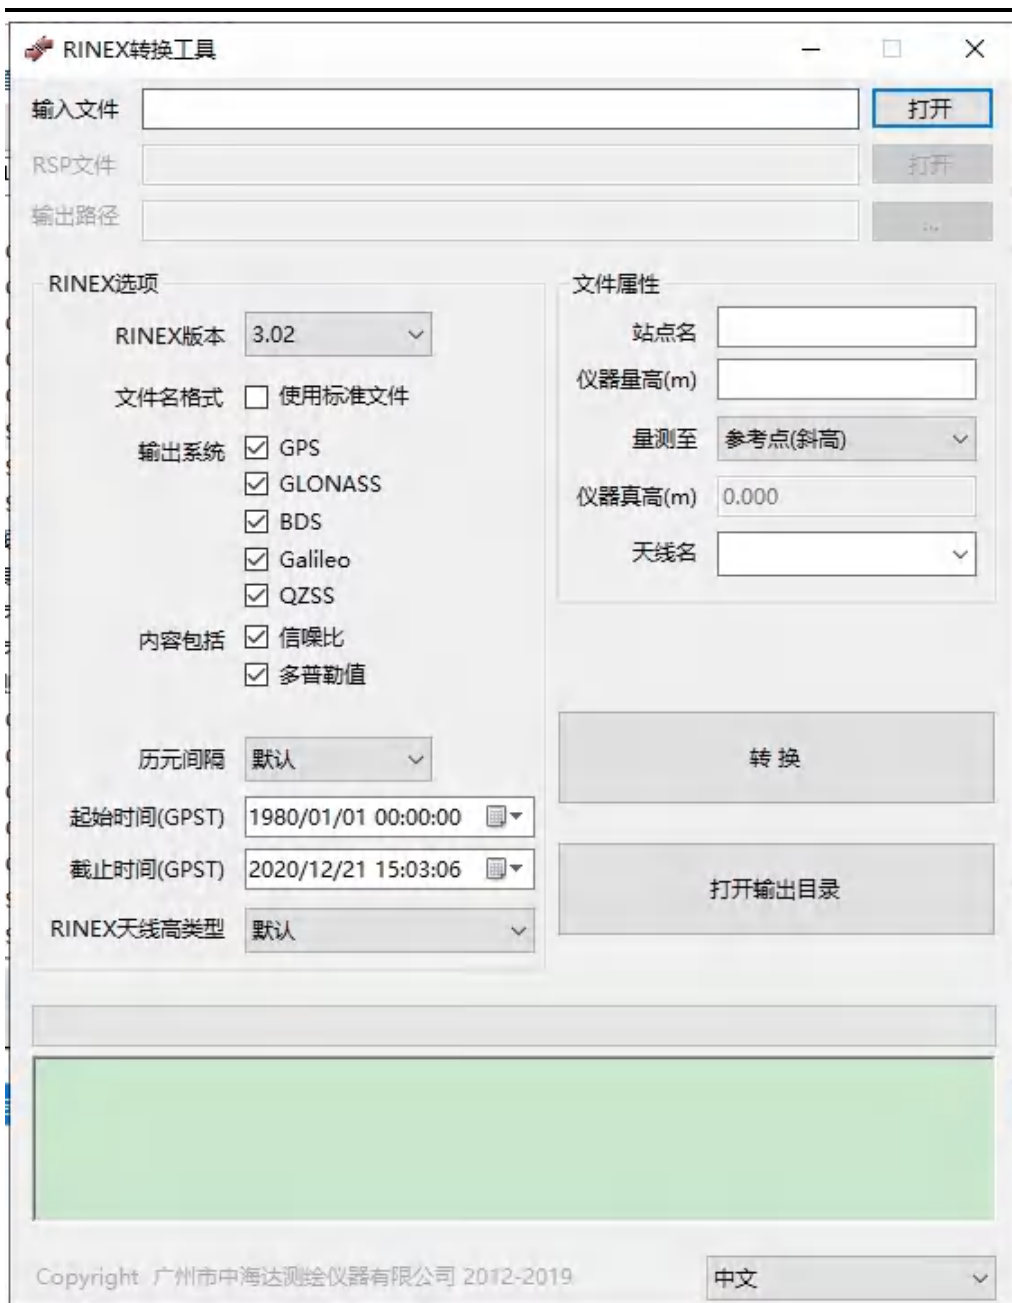 RINEX转换工具
输入文件 打开
RSP文件 打开
输出路径 ...
RINEX选项
RINEX版本 3.02
文件名格式 使用标准文件
输出系统 GPS
GLONASS
BDS
Galileo
QZSS
内容包括 信噪比
多普勒值
历元间隔 默认
起始时间(GPST) 1980/01/01 00:00:00
截止时间(GPST) 2020/12/21 15:03:06
RINEX天线高类型 默认
文件属性
站点名
仪器量高(m)
量测至 参考点(斜高)
仪器真高(m) 0.000
天线名
转 换
打开输出目录
Copyright 广州市中海达测绘仪器有限公司 2012-2019
中文